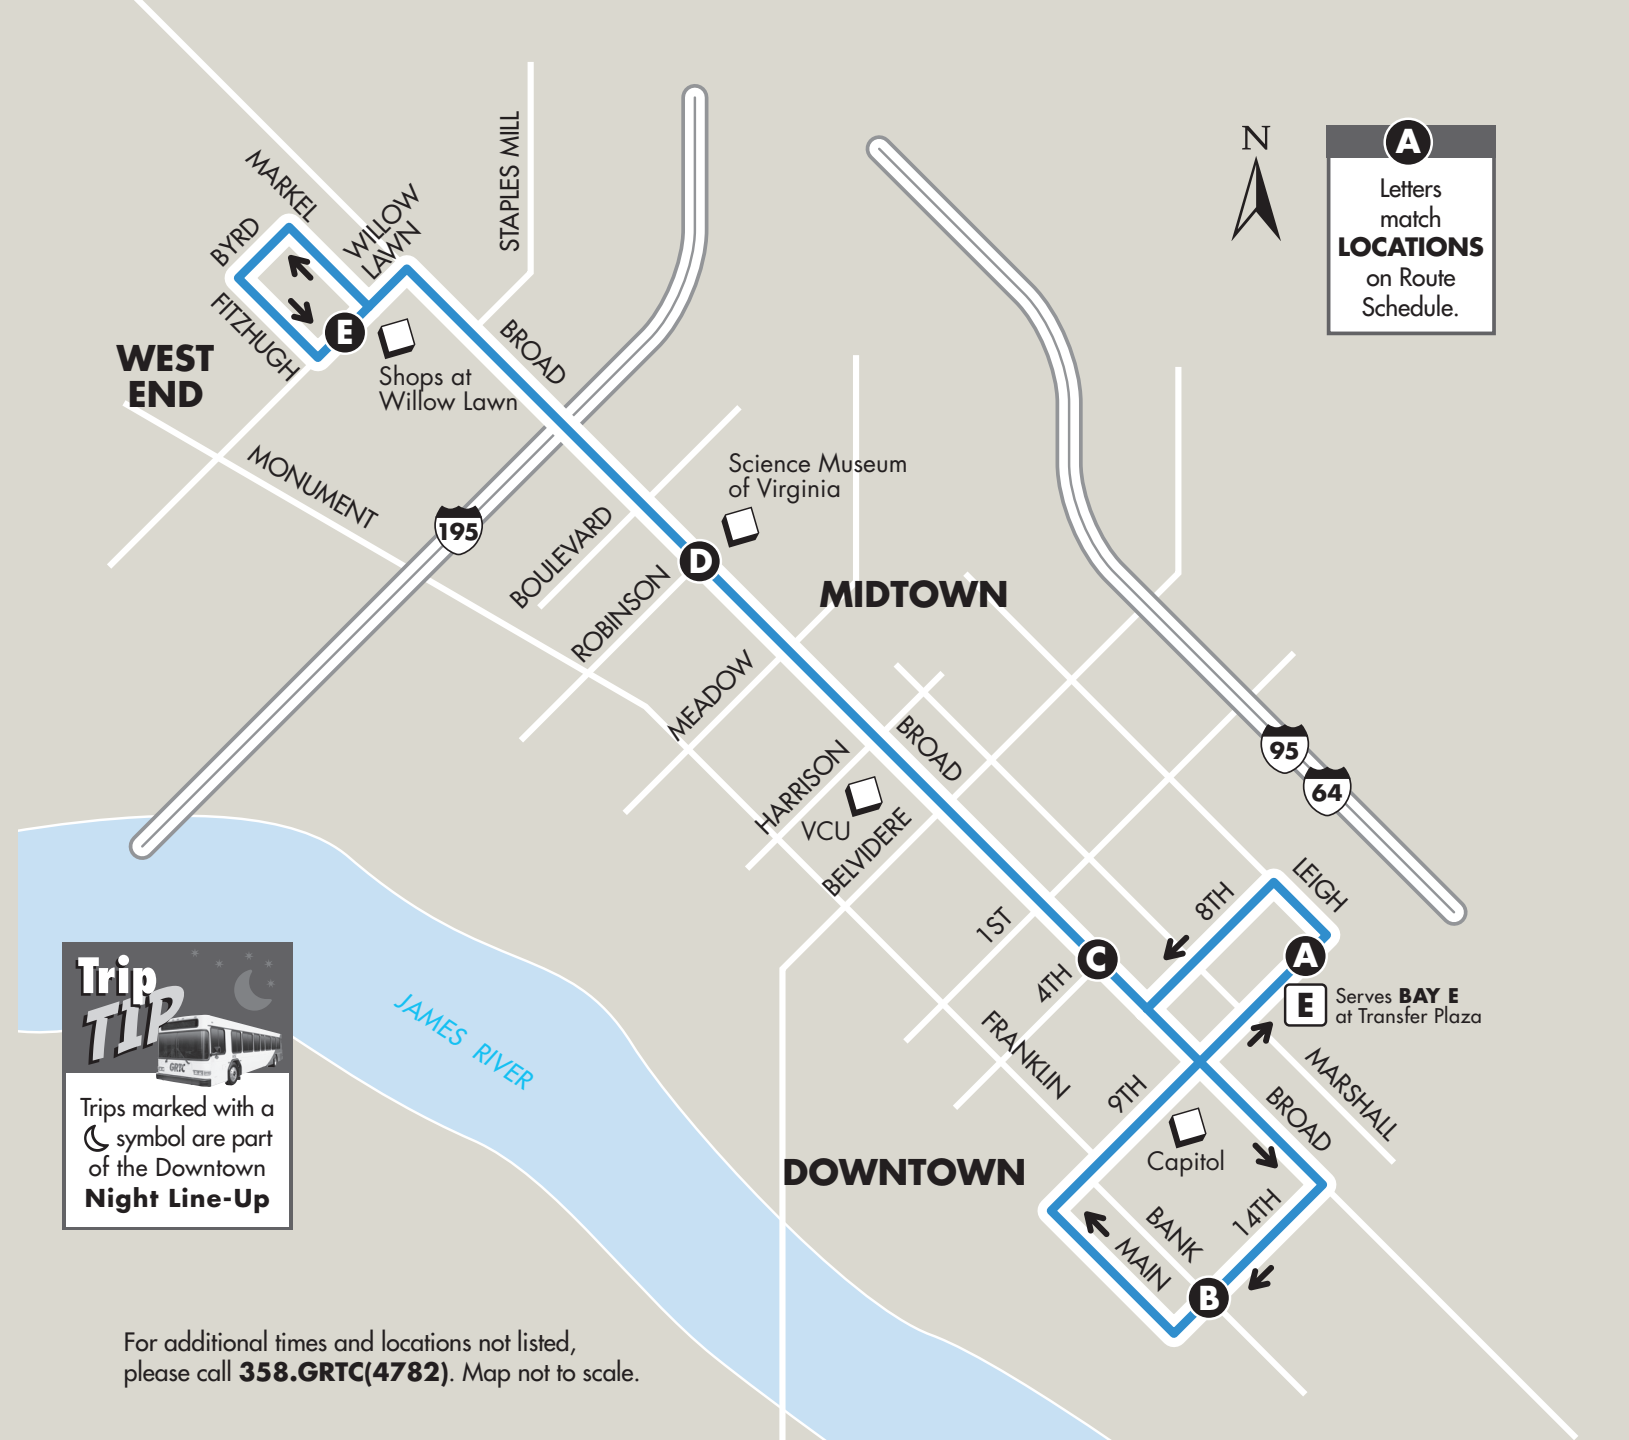 MARKEL
WILLOW
LAWN
STAPLES MILL
BYRD
FITZHUGH
E
WEST
END
Shops at
Willow Lawn
BROAD
MONUMENT
195
N
A
Letters
match
LOCATIONS
on Route
Schedule.
Science Museum
of Virginia
BOULEVARD
D
ROBINSON
MIDTOWN
MEADOW
BROAD
HARRISON
VCU
BELVIDERE
95
64
LEIGH
8TH
1ST
C
4TH
A
E
Serves BAY E
at Transfer Plaza
FRANKLIN
MARSHALL
9TH
BROAD
Capitol
DOWNTOWN
14TH
BANK
MAIN
B
JAMES RIVER
Trip
TIP
GRTC
Trips marked with a
symbol are part
of the Downtown
Night Line-Up
For additional times and locations not listed,
please call 358.GRTC(4782). Map not to scale.